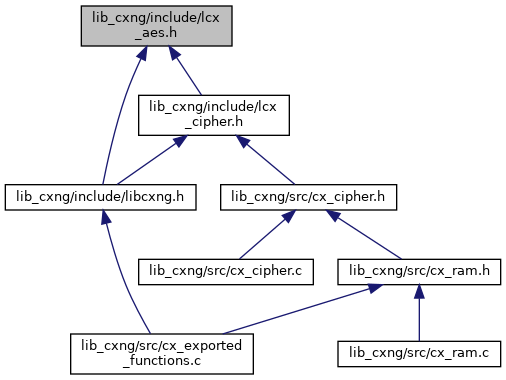 lib_cxng/include/lcx
_aes.h
lib_cxng/include/lcx
_cipher.h
lib_cxng/include/libcxng.h
lib_cxng/src/cx_cipher.h
lib_cxng/src/cx_cipher.c
lib_cxng/src/cx_ram.h
lib_cxng/src/cx_exported
_functions.c
lib_cxng/src/cx_ram.c